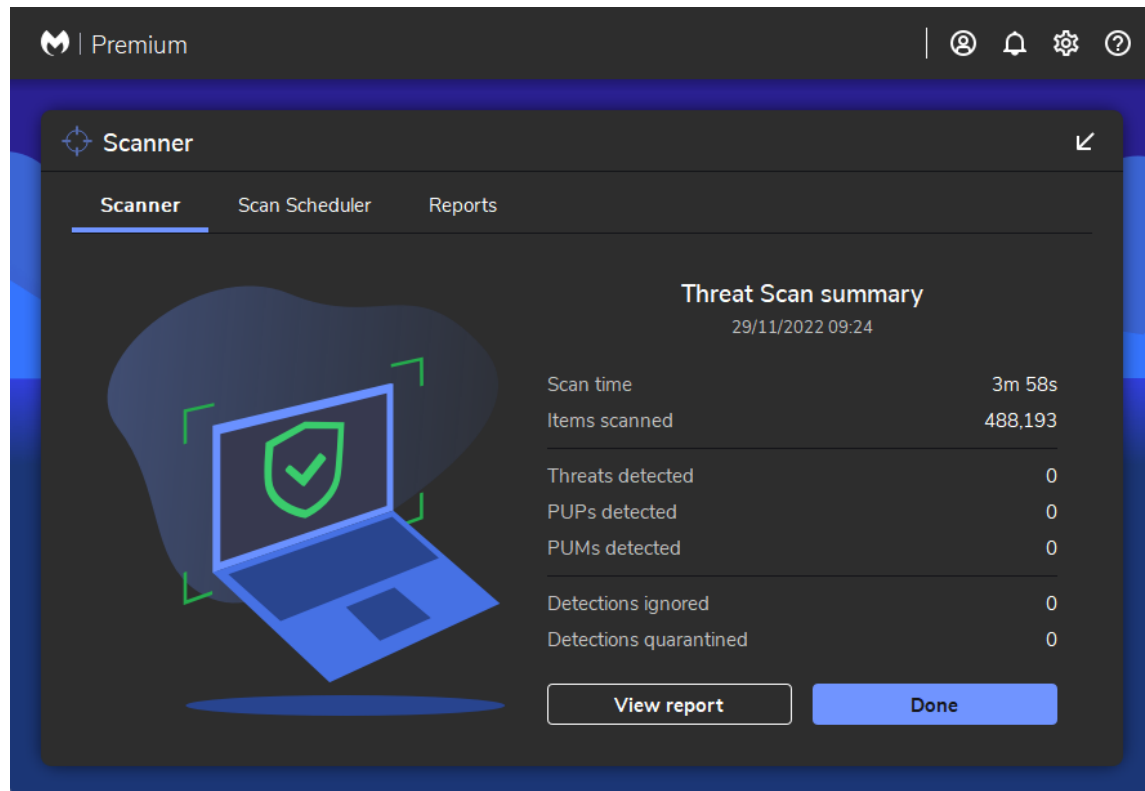 Premium
Scanner
Scanner Scan Scheduler Reports
Threat Scan summary
29/11/2022 09:24
Scan time 3m 58s
Items scanned 488,193
Threats detected 0
PUPs detected 0
PUMs detected 0
Detections ignored 0
Detections quarantined 0
View report Done